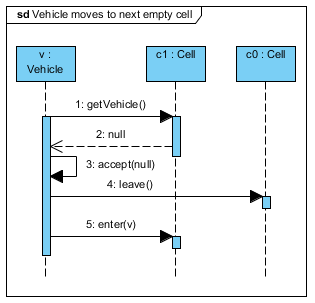 sd Vehicle moves to next empty cell
v :
Vehicle
c1 : Cell
c0 : Cell
1: getVehicle()
2: null
3: accept(null)
4: leave()
5: enter(v)